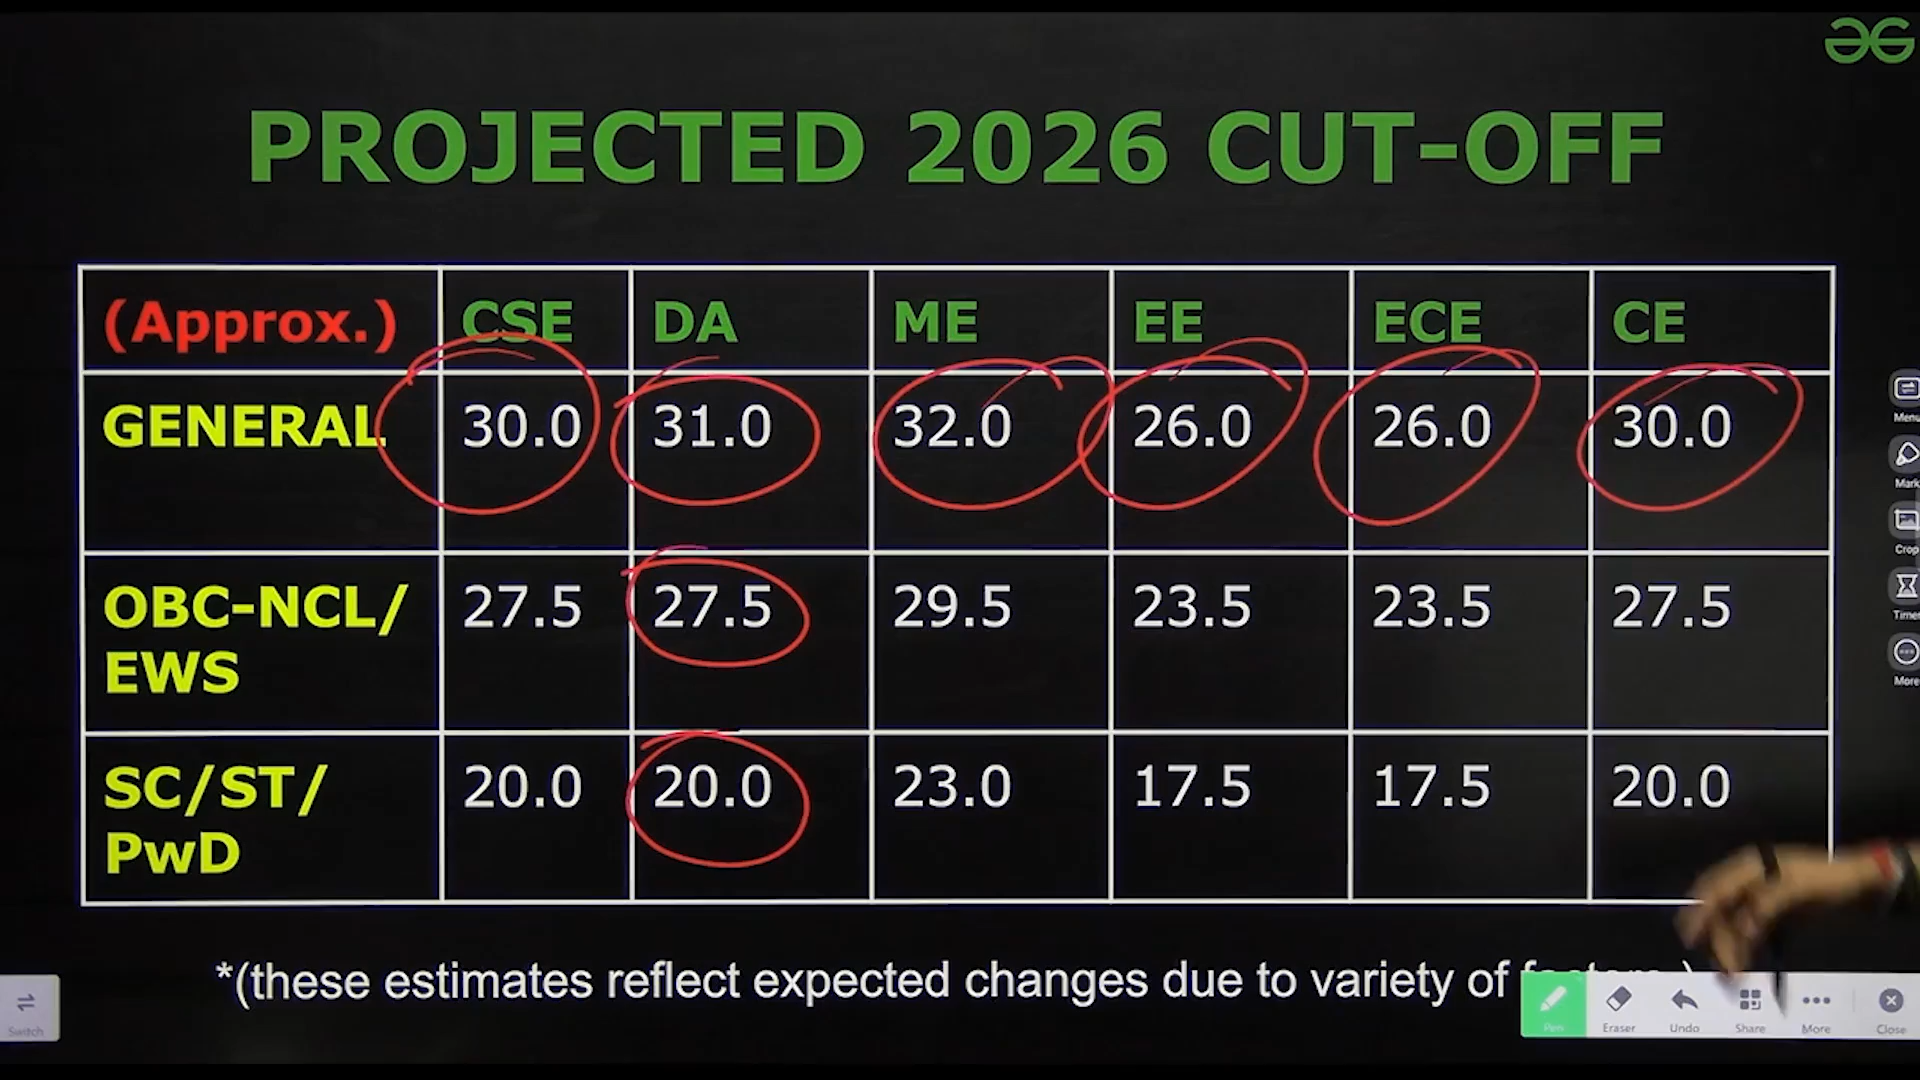 PROJECTED 2026 CUT-OFF
(Approx.) CSE DA ME EE ECE CE
GENERAL 30.0 31.0 32.0 26.0 26.0 30.0
OBC-NCL/ 27.5 27.5 29.5 23.5 23.5 27.5
EWS
SC/ST/ 20.0 20.0 23.0 17.5 17.5 20.0
PwD
*(these estimates reflect expected changes due to variety of
Menu
Mark
Crop
Timer
More
Switch
Pen Eraser Undo Share More Close